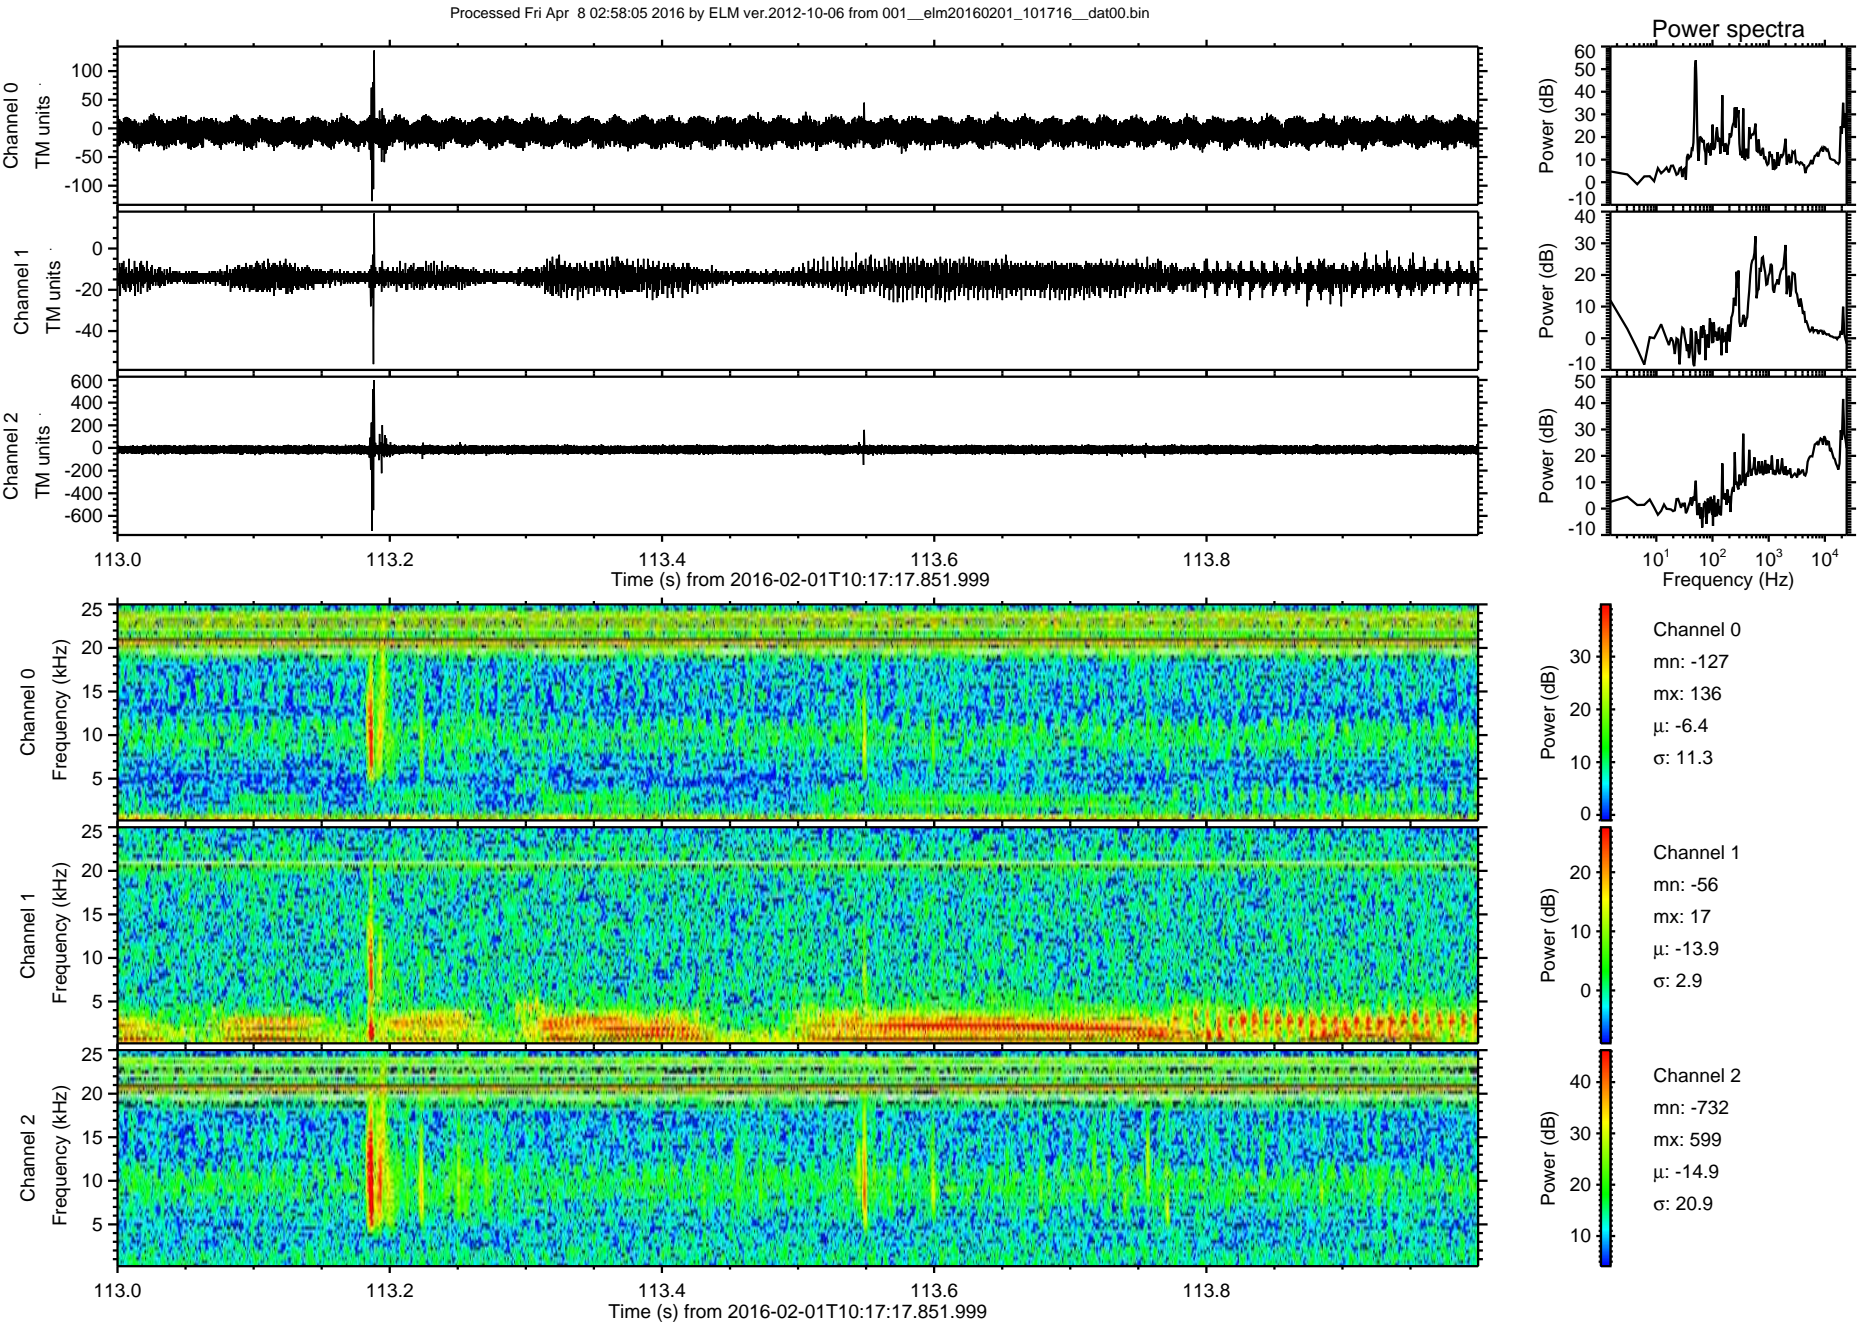 Processed Fri Apr  8 02:58:05 2016 by ELM ver.2012-10-06 from 001__elm20160201_101716__dat00.bin
Power spectra
Channel 0
TM units
100
50
0
-50
-100
Power (dB)
60
50
40
30
20
10
0
-10
Channel 1
TM units
0
-20
-40
Power (dB)
40
30
20
10
0
-10
Channel 2
TM units
600
400
200
0
-200
-400
-600
Power (dB)
50
40
30
20
10
0
-10
113.0 113.2 113.4 113.6 113.8
Time (s) from 2016-02-01T10:17:17.851.999
10¹ 10² 10³ 10⁴
Frequency (Hz)
Channel 0
Frequency (kHz)
25
20
15
10
5
Power (dB)
30
20
10
0
Channel 0
mn: -127
mx: 136
μ: -6.4
σ: 11.3
Channel 1
Frequency (kHz)
25
20
15
10
5
Power (dB)
20
10
0
Channel 1
mn: -56
mx: 17
μ: -13.9
σ: 2.9
Channel 2
Frequency (kHz)
25
20
15
10
5
Power (dB)
40
30
20
10
Channel 2
mn: -732
mx: 599
μ: -14.9
σ: 20.9
113.0 113.2 113.4 113.6 113.8
Time (s) from 2016-02-01T10:17:17.851.999